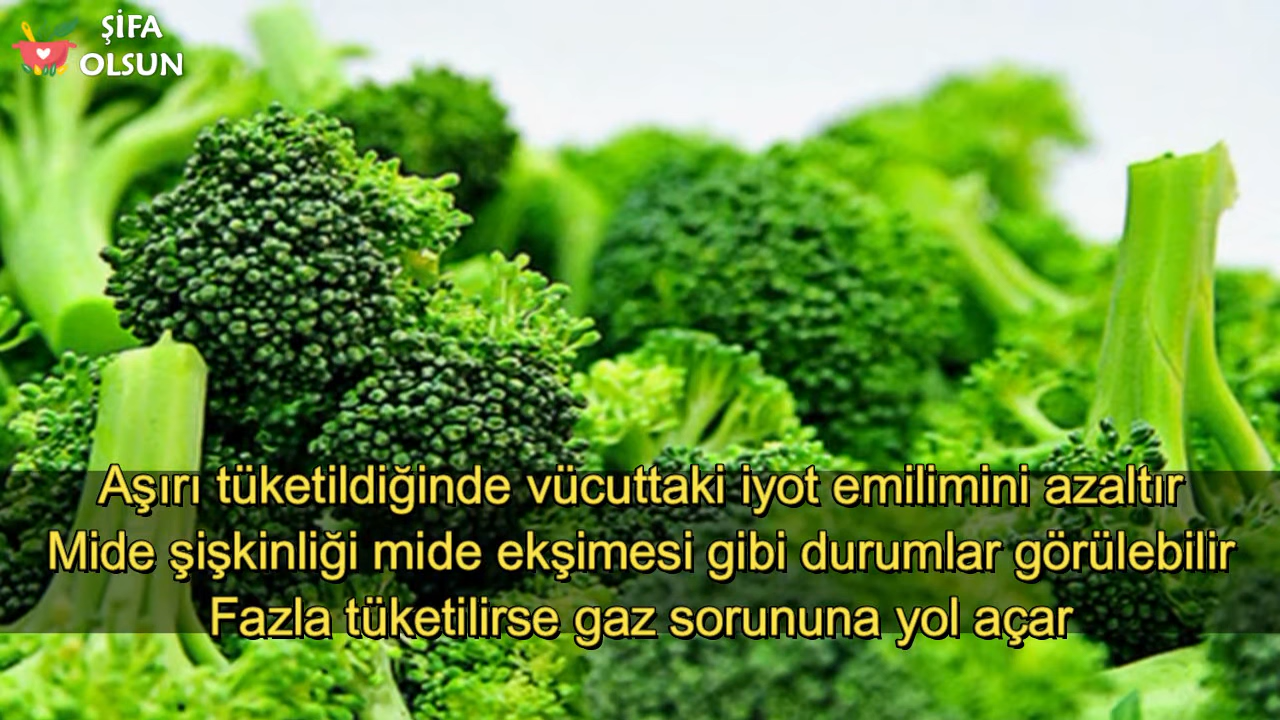 ŞİFA
OLSUN
Aşırı tüketildiğinde vücuttaki iyot emilimini azaltır
Mide şişkinliği mide ekşimesi gibi durumlar görülebilir
Fazla tüketilirse gaz sorununa yol açar